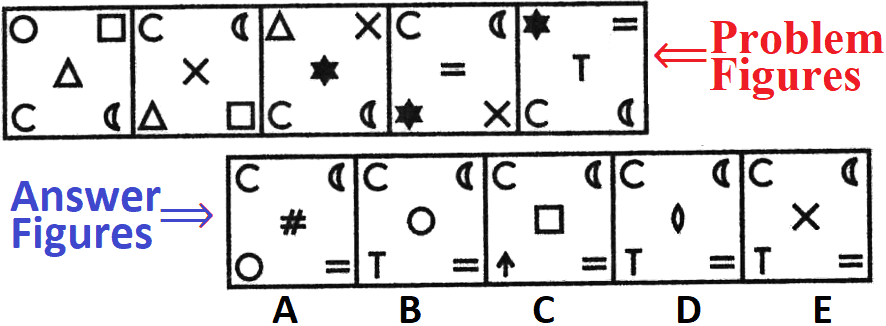 C C
T
C C C
Problem
Figures
Answer
Figures
C C C C C
#
T T T
A B C D E